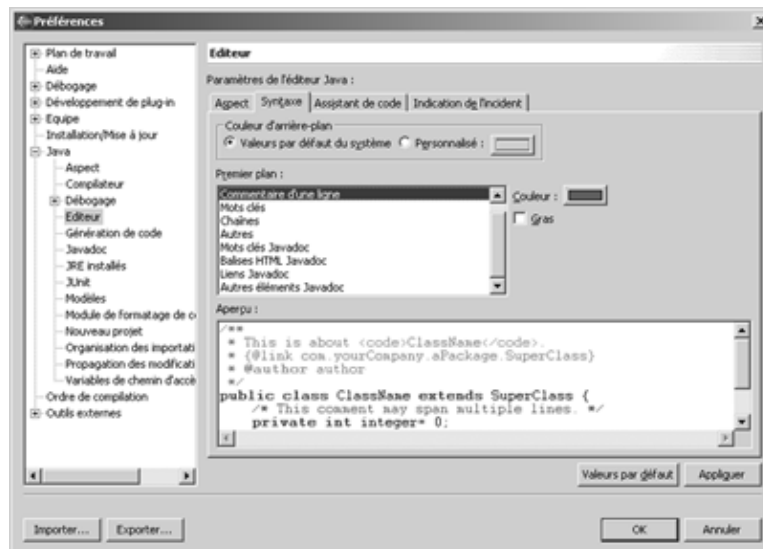 Préférences
Plan de travail
Aide
Débogage
Développement de plug-in
Equipe
Installation/Mise à jour
Java
Aspect
Compilateur
Débogage
Editeur
Génération de code
Javadoc
JRE installés
JUnit
Modèles
Module de formatage de co
Nouveau projet
Organisation des importati
Propagation des modificati
Variables de chemin d'accè
Ordre de compilation
Outils externes
Editeur
Paramètres de l'éditeur Java :
Aspect Syntaxe Assistant de code Indication de l'incident
Couleur d'arrière-plan
Valeurs par défaut du système Personnalisé :
Premier plan :
Commentaire d'une ligne
Mots clés
Chaînes
Autres
Mots clés Javadoc
Balises HTML Javadoc
Liens Javadoc
Autres éléments Javadoc
Couleur :
Gras
Aperçu :
/**
* This is about <code>ClassName</code>.
* {@link com.yourCompany.aPackage.SuperClass}
* @author author
*/
public class ClassName extends SuperClass {
/* This comment may span multiple lines. */
private int integer= 0;
Valeurs par défaut Appliquer
Importer... Exporter... OK Annuler